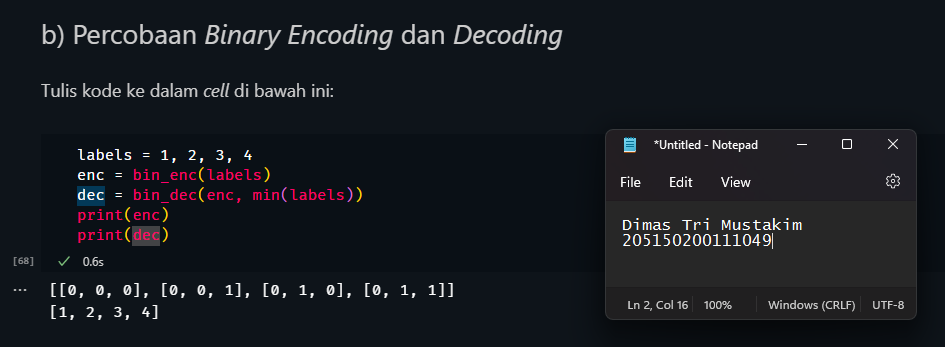 b) Percobaan Binary Encoding dan Decoding
Tulis kode ke dalam cell di bawah ini:
labels = 1, 2, 3, 4
enc = bin_enc(labels)
dec = bin_dec(enc, min(labels))
print(enc)
print(dec)
[68] ✓ 0.6s
... [[0, 0, 0], [0, 0, 1], [0, 1, 0], [0, 1, 1]]
[1, 2, 3, 4]
*Untitled - Notepad
File Edit View
Dimas Tri Mustakim
205150200111049
Ln 2, Col 16 100% Windows (CRLF) UTF-8